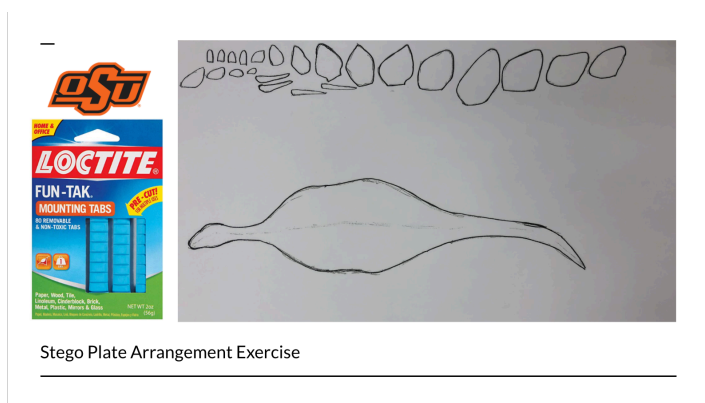 OSU
HOME &
OFFICE
LOCTITE®
FUN-TAK®
MOUNTING TABS
PRE-CUT!
80 REMOVABLE
& NON-TOXIC TABS
Paper, Wood, Tile,
Linoleum, Cinderblock, Brick,
Metal, Plastic, Mirrors & Glass
NET WT 2oz
(56g)
Stego Plate Arrangement Exercise